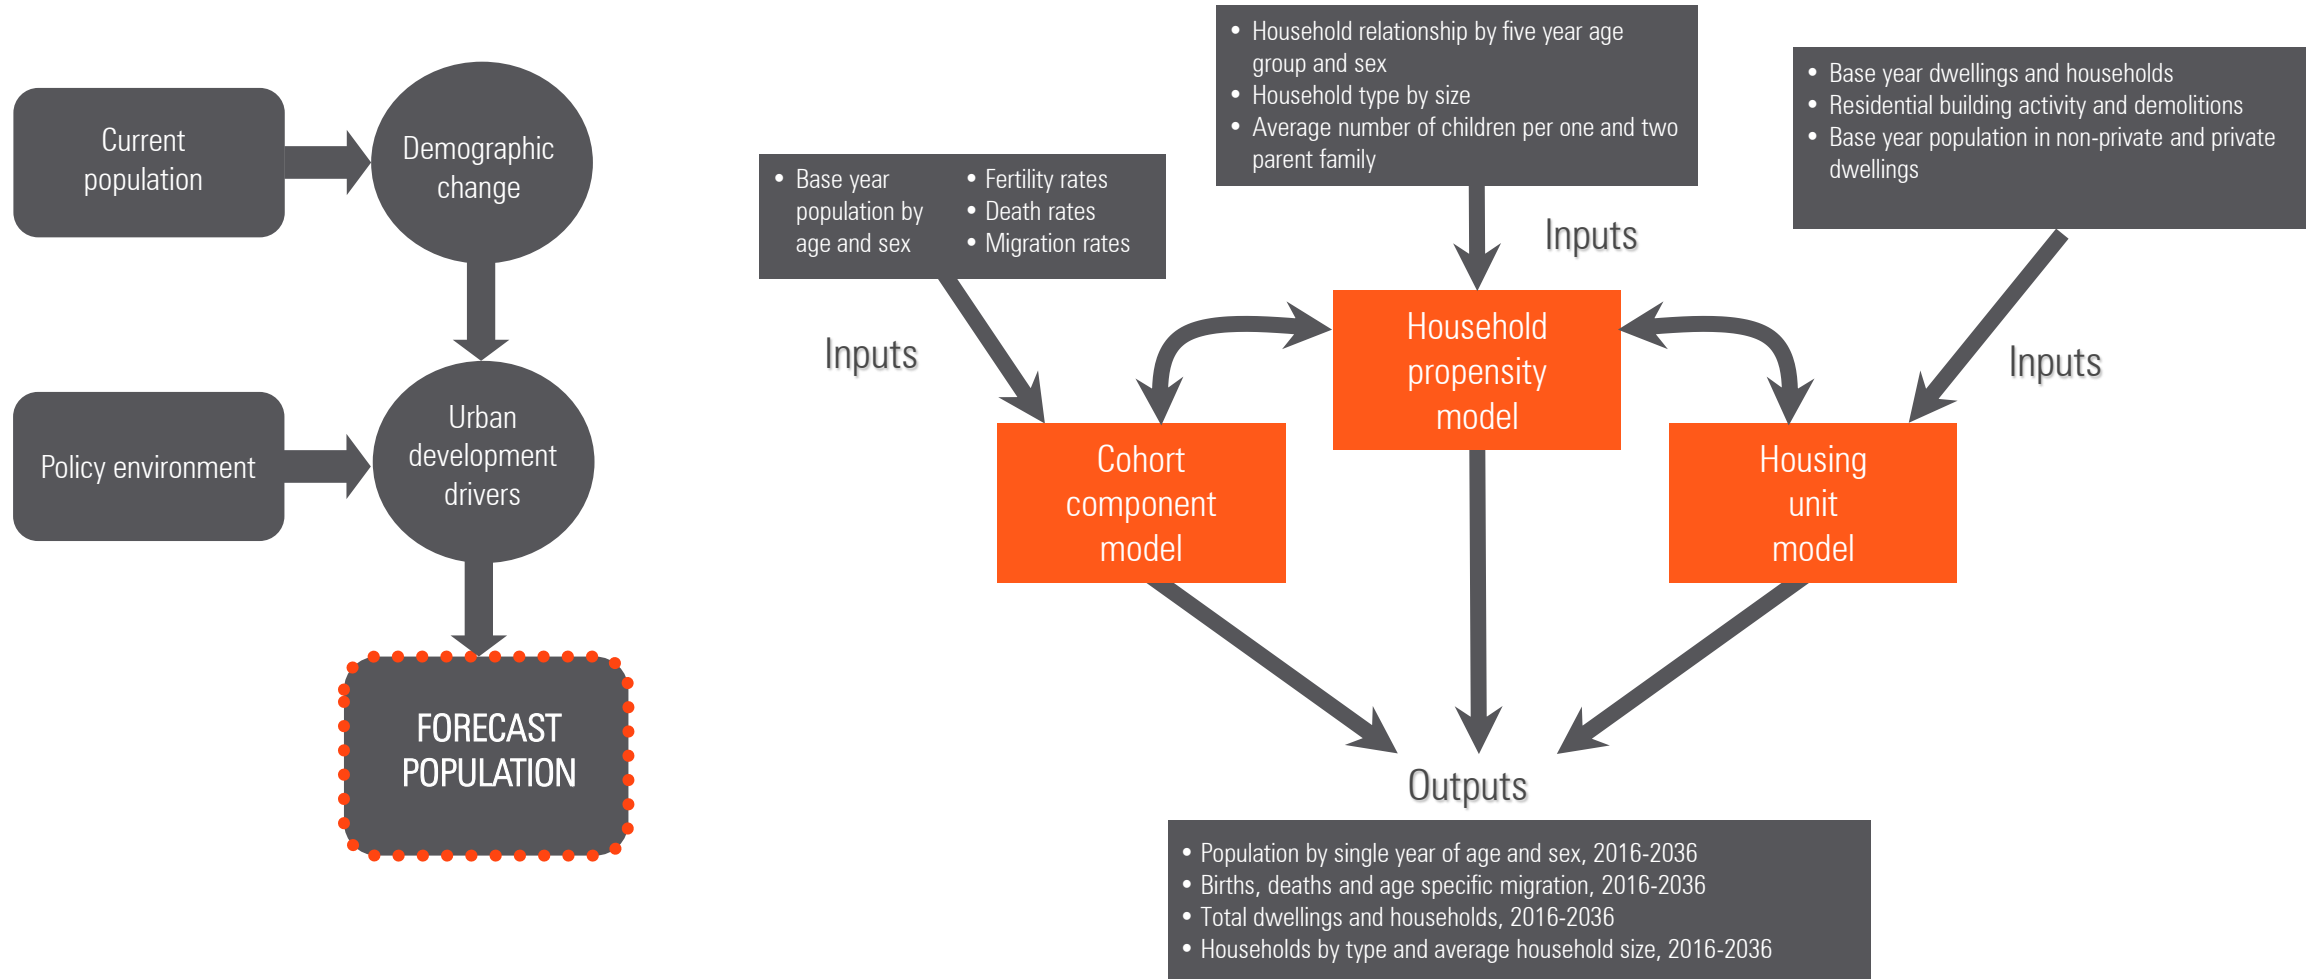 Current
population
Demographic
change
Policy environment
Urban
development
drivers
FORECAST
POPULATION
• Base year
population by
age and sex
• Fertility rates
• Death rates
• Migration rates
Inputs
• Household relationship by five year age
group and sex
• Household type by size
• Average number of children per one and two
parent family
Inputs
• Base year dwellings and households
• Residential building activity and demolitions
• Base year population in non-private and private
dwellings
Inputs
Cohort
component
model
Household
propensity
model
Housing
unit
model
Outputs
• Population by single year of age and sex, 2016-2036
• Births, deaths and age specific migration, 2016-2036
• Total dwellings and households, 2016-2036
• Households by type and average household size, 2016-2036